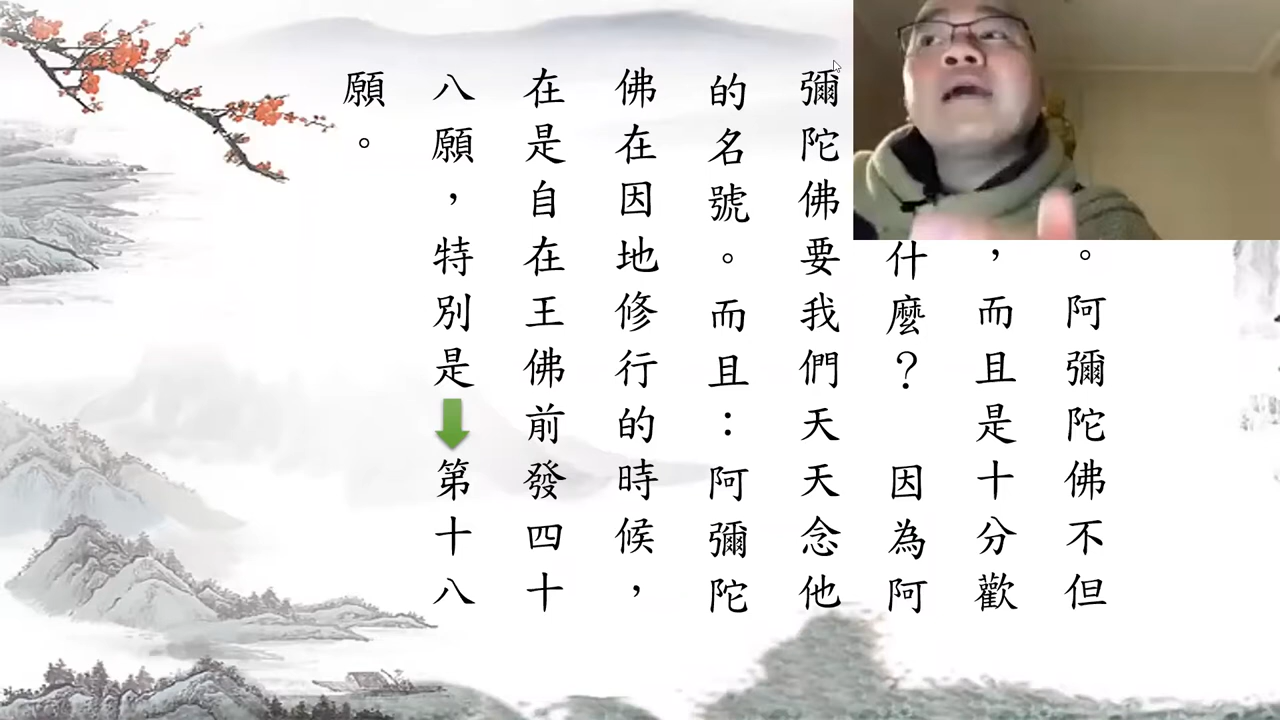 。阿彌陀佛不但
，而且是十分歡
什麼？　因為阿
彌陀佛要我們天天念他
的名號。而且：阿彌陀
佛在因地修行的時候，
在是自在王佛前發四十
八願，特別是第十八
願。